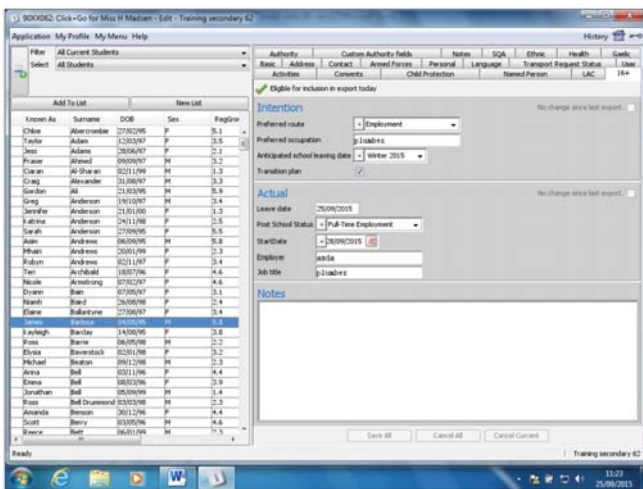 90XX062: Click+Go for Miss H Madsen - Edit - Training secondary 62
Application My Profile My Menu Help
History
Filter All Current Students
Select All Students
Add To List New List
Known As Surname DOB Sex RegGro
Chloe Abercrombie 27/02/95 F 5.1
Taylor Adam 12/03/97 F 3.5
Jess Adams 28/06/97 F 2.1
Fraser Ahmed 09/09/97 M 3.2
Ciaran Al-Sharan 02/11/99 M 1.3
Craig Alexander 31/08/97 M 3.3
Gordon Ali 21/03/95 M 5.9
Greg Anderson 19/10/97 M 3.4
Jennifer Anderson 21/01/00 F 1.3
Katrina Anderson 24/11/98 F 2.5
Sarah Anderson 27/09/95 F 5.5
Asim Andrews 06/09/95 M 5.8
Mhairi Andrews 20/01/99 F 2.3
Robyn Andrews 02/11/97 F 3.4
Teri Archibald 18/07/96 F 4.6
Nicole Armstrong 07/02/97 F 4.6
Dyann Bain 07/05/97 F 3.1
Niamh Baird 26/08/98 F 2.4
Elaine Ballantyne 27/08/97 F 3.4
James Barbour 04/05/95 M 5.8
Kayleigh Barclay 14/08/95 F 3.8
Ross Barrie 06/05/98 M 2.2
Elysia Baverstock 02/01/98 F 3.2
Michael Beaton 09/12/98 M 2.3
Anna Bell 03/11/96 F 4.4
Emma Bell 08/03/96 F 3.9
Jonathan Bell 05/09/99 M 1.4
Ross Bell Drummond 03/03/98 M 2.4
Amanda Benson 30/12/96 F 4.4
Scott Berry 03/05/96 M 4.6
Reece Bett 06/01/99 M 2.3
Authority Custom Authority fields Notes SQA Ethnic Health Gaelic
Basic Address Contact Armed Forces Personal Language Transport Request Status User
Activities Consents Child Protection Named Person LAC 16+
Eligible for inclusion in export today
Intention No change since last export.
Preferred route Employment
Preferred occupation plumber
Anticipated school leaving date Winter 2015
Transition plan
Actual No change since last export.
Leave date 25/09/2015
Post School Status Full-Time Employment
StartDate 28/09/2015
Employer asda
Job title plumber
Notes
Save All Cancel All Cancel Current
Ready Training secondary 62
11:23
25/09/2015